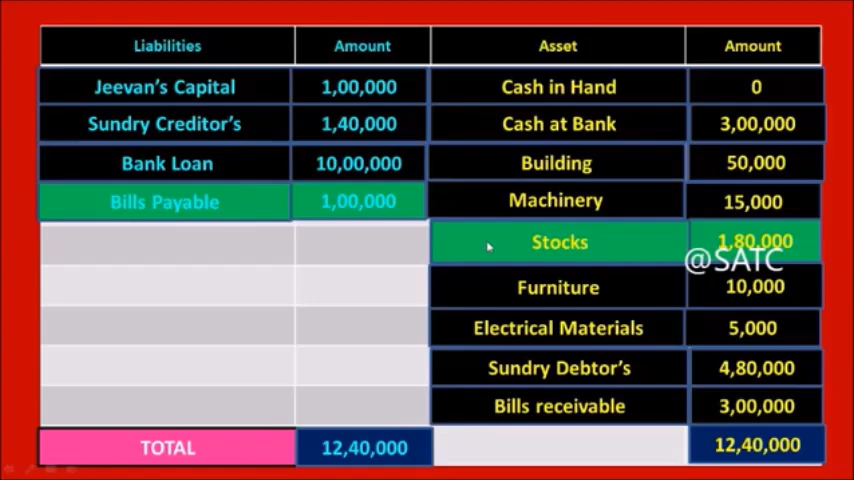 Liabilities Amount Asset Amount
Jeevan's Capital 1,00,000 Cash in Hand 0
Sundry Creditor's 1,40,000 Cash at Bank 3,00,000
Bank Loan 10,00,000 Building 50,000
Bills Payable 1,00,000 Machinery 15,000
Stocks 1,80,000
@SATC
Furniture 10,000
Electrical Materials 5,000
Sundry Debtor's 4,80,000
Bills receivable 3,00,000
TOTAL 12,40,000 12,40,000